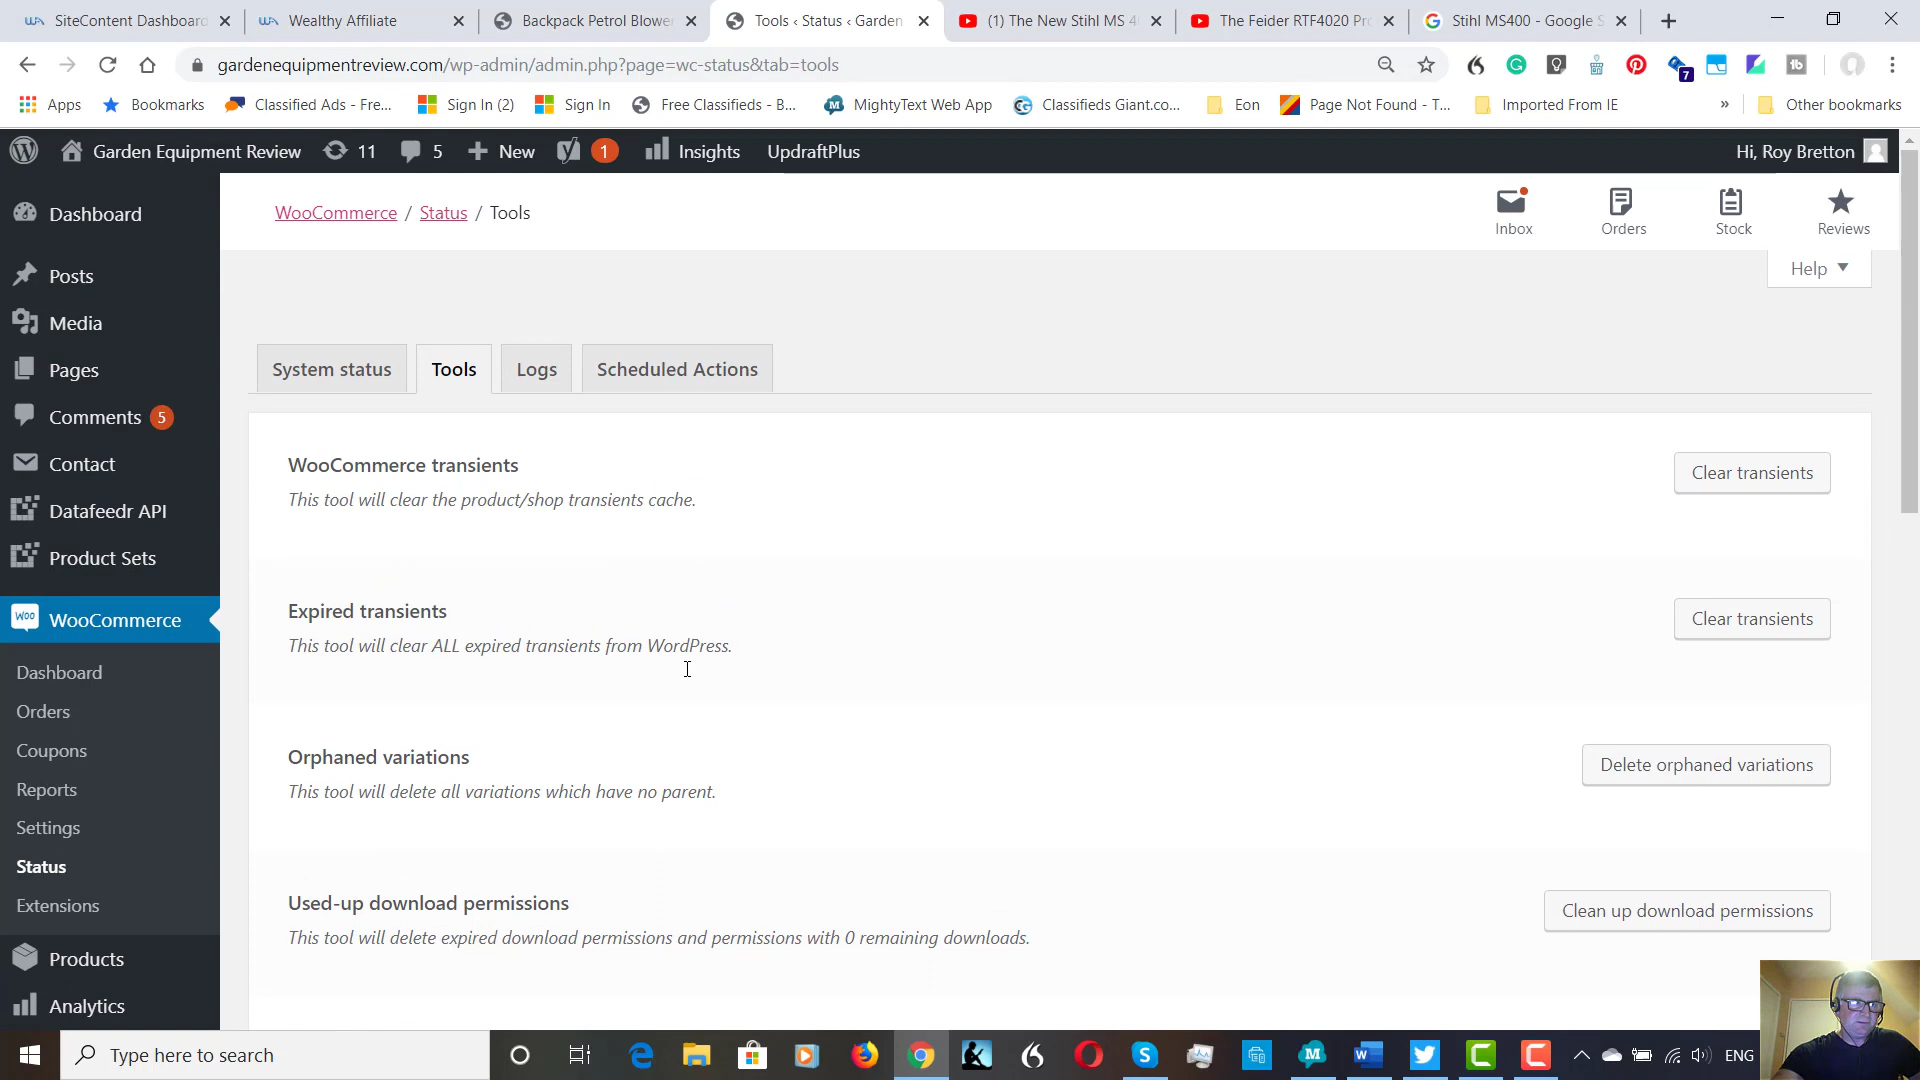 SiteContent Dashboard
Wealthy Affiliate
Backpack Petrol Blowe
Tools ‹ Status ‹ Garden
(1) The New Stihl MS 4
The Feider RTF4020 Pr
Stihl MS400 - Google S
gardenequipmentreview.com/wp-admin/admin.php?page=wc-status&tab=tools
7
Apps
Bookmarks
Classified Ads - Fre...
Sign In (2)
Sign In
Free Classifieds - B...
MightyText Web App
Classifieds Giant.co...
Eon
Page Not Found - T...
Imported From IE
»
Other bookmarks
Garden Equipment Review
11
5
New
1
Insights
UpdraftPlus
Hi, Roy Bretton
Dashboard
Posts
Media
Pages
Comments 5
Contact
Datafeedr API
Product Sets
WooCommerce
Dashboard
Orders
Coupons
Reports
Settings
Status
Extensions
Products
Analytics
WooCommerce / Status / Tools
Inbox
Orders
Stock
Reviews
Help
System status
Tools
Logs
Scheduled Actions
WooCommerce transients
This tool will clear the product/shop transients cache.
Clear transients
Expired transients
This tool will clear ALL expired transients from WordPress.
Clear transients
Orphaned variations
This tool will delete all variations which have no parent.
Delete orphaned variations
Used-up download permissions
This tool will delete expired download permissions and permissions with 0 remaining downloads.
Clean up download permissions
Type here to search
ENG